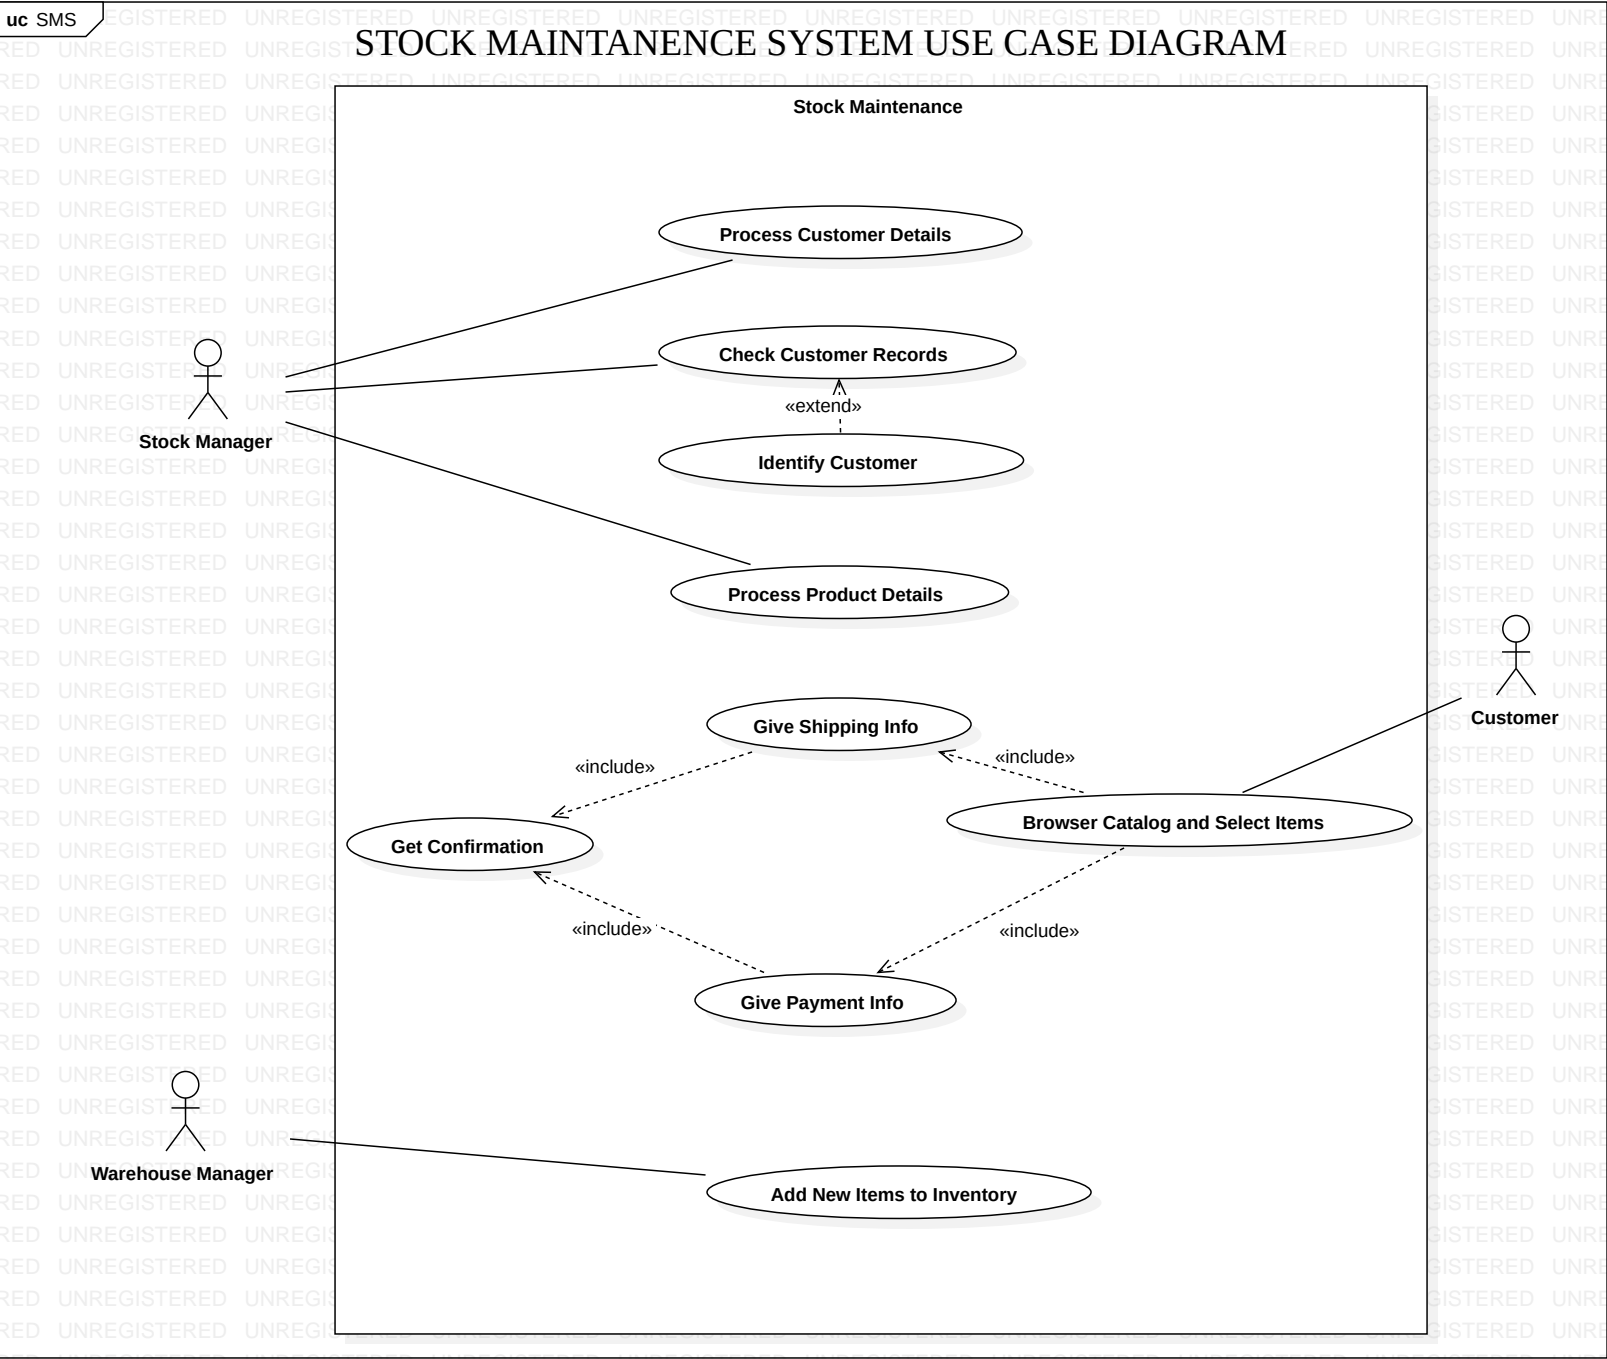 uc SMS
STOCK MAINTANENCE SYSTEM USE CASE DIAGRAM
Stock Maintenance
Process Customer Details
Check Customer Records
«extend»
Stock Manager
Identify Customer
Process Product Details
Customer
Give Shipping Info
«include»
«include»
Browser Catalog and Select Items
Get Confirmation
«include»
«include»
Give Payment Info
Warehouse Manager
Add New Items to Inventory
UNREGISTERED